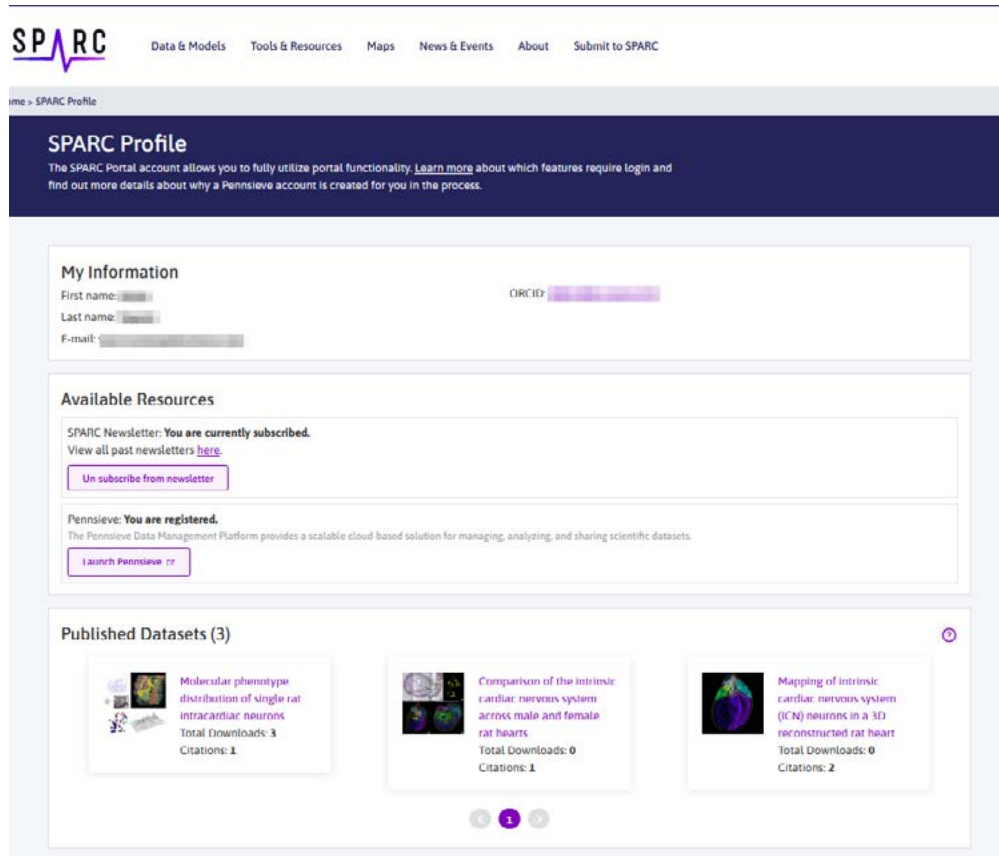 SPARC
Data & Models Tools & Resources Maps News & Events About Submit to SPARC
ome > SPARC Profile
SPARC Profile
The SPARC Portal account allows you to fully utilize portal functionality. Learn more about which features require login and
find out more details about why a Pennsieve account is created for you in the process.
My Information
First name:
ORCID:
Last name:
E-mail:
Available Resources
SPARC Newsletter: You are currently subscribed.
View all past newsletters here.
Un subscribe from newsletter
Pennsieve: You are registered.
The Pennsieve Data Management Platform provides a scalable cloud based solution for managing, analyzing, and sharing scientific datasets.
Launch Pennsieve
Published Datasets (3)
Molecular phenotype
distribution of single rat
intracardiac neurons
Total Downloads: 3
Citations: 1
Comparison of the intrinsic
cardiac nervous system
across male and female
rat hearts
Total Downloads: 0
Citations: 1
Mapping of intrinsic
cardiac nervous system
(ICN) neurons in a 3D
reconstructed rat heart
Total Downloads: 0
Citations: 2
1